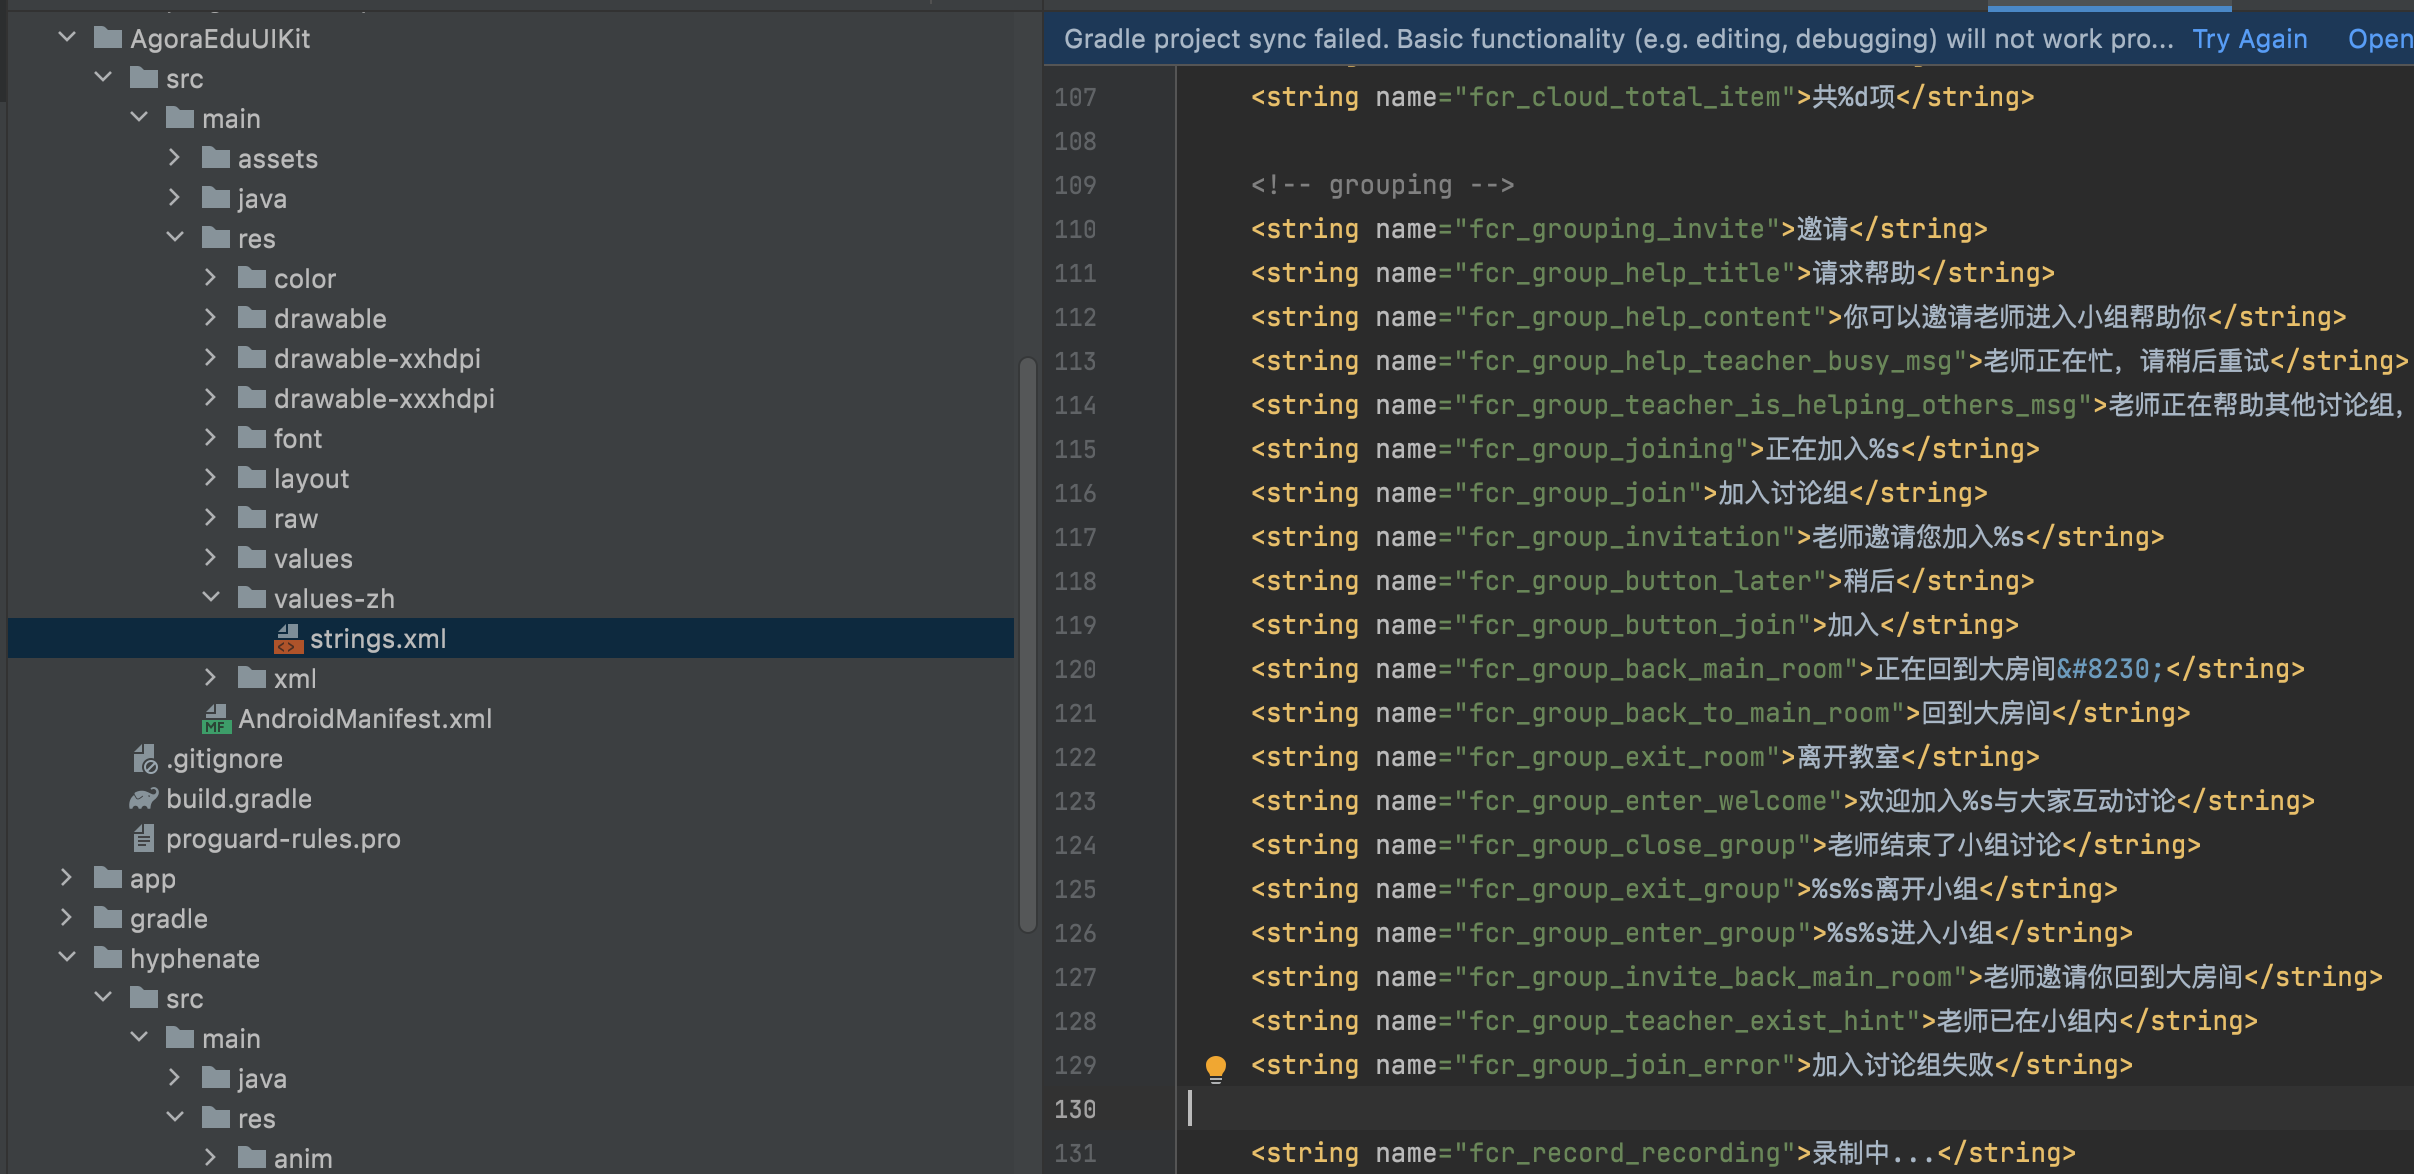 AgoraEduUIKit
src
main
assets
java
res
color
drawable
drawable-xxhdpi
drawable-xxxhdpi
font
layout
raw
values
values-zh
strings.xml
xml
AndroidManifest.xml
.gitignore
build.gradle
proguard-rules.pro
app
gradle
hyphenate
src
main
java
res
anim
Gradle project sync failed. Basic functionality (e.g. editing, debugging) will not work pro... Try Again Open
107 <string name="fcr_cloud_total_item">共%d项</string>
108
109 <!-- grouping -->
110 <string name="fcr_grouping_invite">邀请</string>
111 <string name="fcr_group_help_title">请求帮助</string>
112 <string name="fcr_group_help_content">你可以邀请老师进入小组帮助你</string>
113 <string name="fcr_group_help_teacher_busy_msg">老师正在忙，请稍后重试</string>
114 <string name="fcr_group_teacher_is_helping_others_msg">老师正在帮助其他讨论组，
115 <string name="fcr_group_joining">正在加入%s</string>
116 <string name="fcr_group_join">加入讨论组</string>
117 <string name="fcr_group_invitation">老师邀请您加入%s</string>
118 <string name="fcr_group_button_later">稍后</string>
119 <string name="fcr_group_button_join">加入</string>
120 <string name="fcr_group_back_main_room">正在回到大房间&#8230;</string>
121 <string name="fcr_group_back_to_main_room">回到大房间</string>
122 <string name="fcr_group_exit_room">离开教室</string>
123 <string name="fcr_group_enter_welcome">欢迎加入%s与大家互动讨论</string>
124 <string name="fcr_group_close_group">老师结束了小组讨论</string>
125 <string name="fcr_group_exit_group">%s%s离开小组</string>
126 <string name="fcr_group_enter_group">%s%s进入小组</string>
127 <string name="fcr_group_invite_back_main_room">老师邀请你回到大房间</string>
128 <string name="fcr_group_teacher_exist_hint">老师已在小组内</string>
129 <string name="fcr_group_join_error">加入讨论组失败</string>
130
131 <string name="fcr_record_recording">录制中...</string>